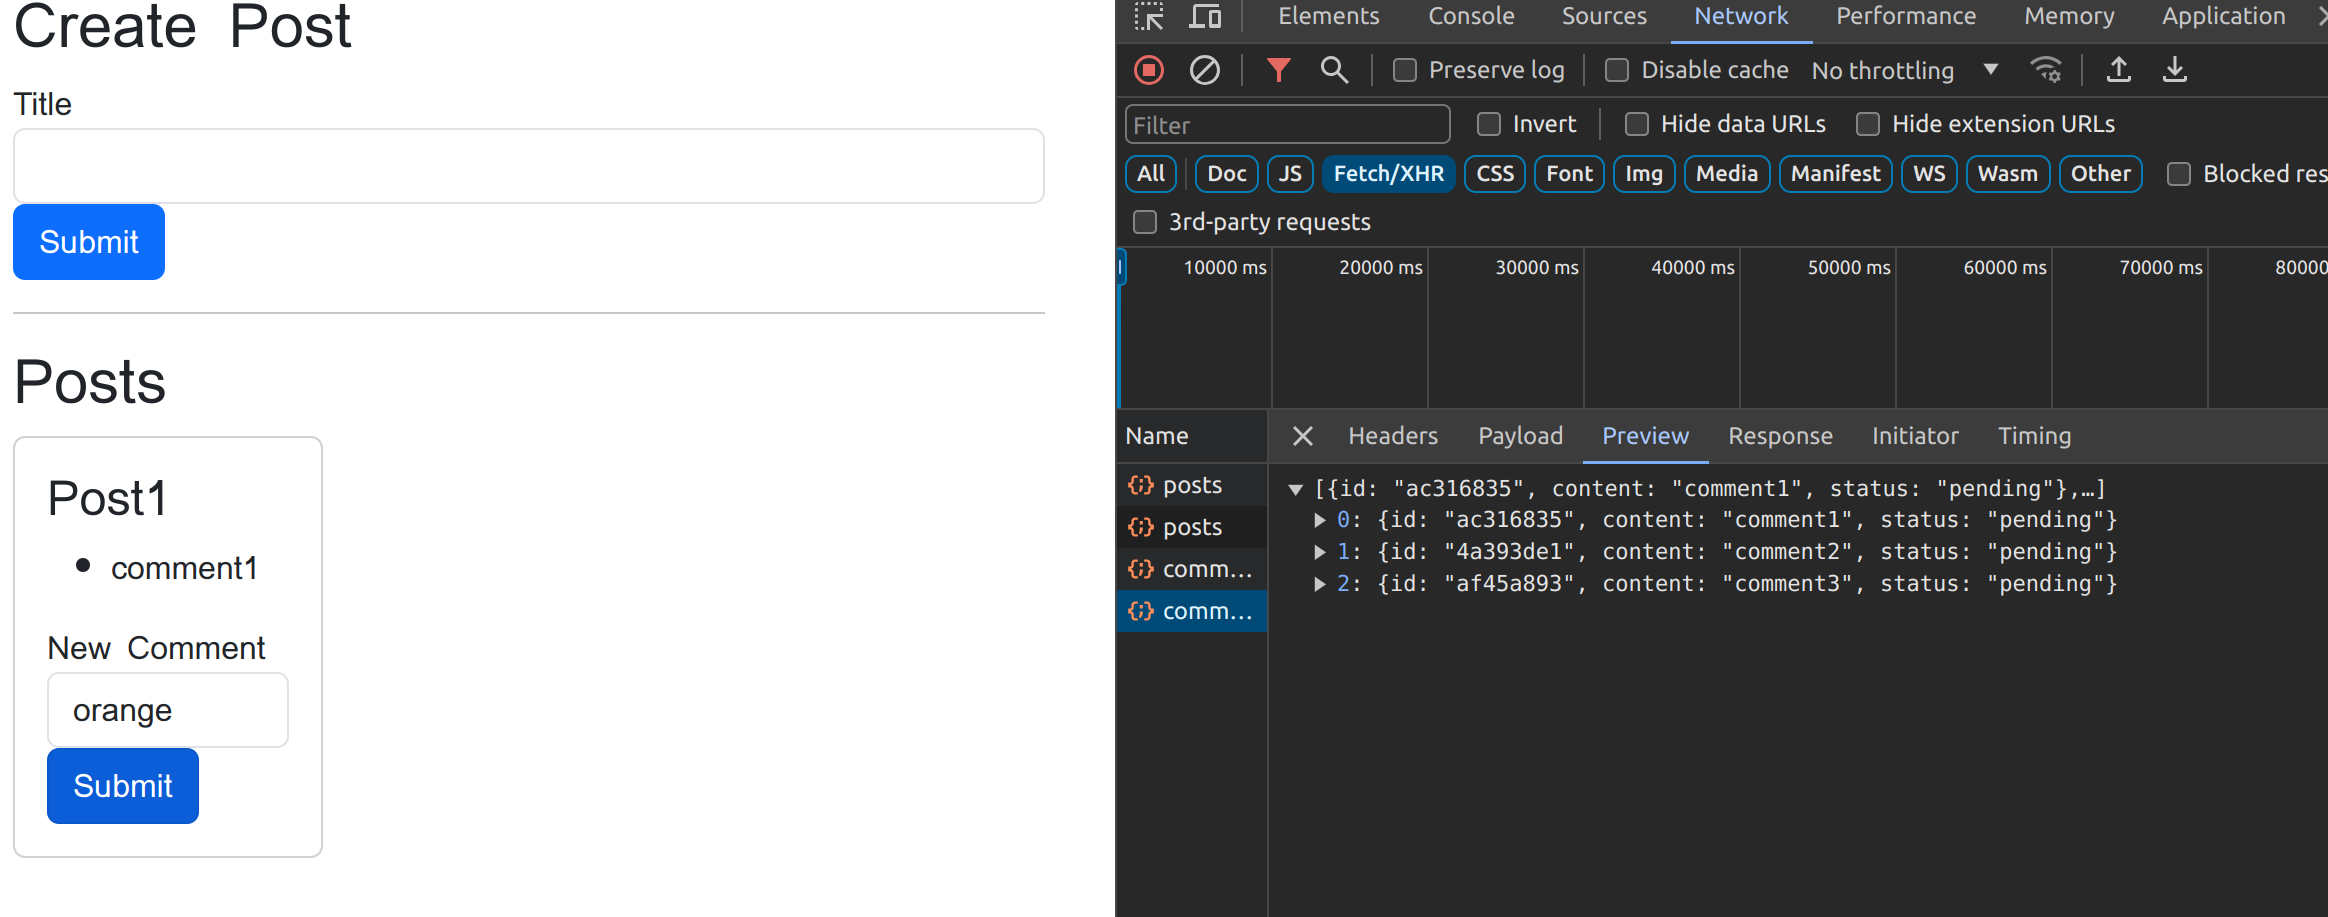 Create Post
Title
Submit
Posts
Post1
comment1
New Comment
orange
Submit
Elements Console Sources Network Performance Memory Application
Preserve log Disable cache No throttling
Filter Invert Hide data URLs Hide extension URLs
All Doc JS Fetch/XHR CSS Font Img Media Manifest WS Wasm Other Blocked res
3rd-party requests
10000 ms 20000 ms 30000 ms 40000 ms 50000 ms 60000 ms 70000 ms 80000
Name Headers Payload Preview Response Initiator Timing
posts
posts
comm...
comm...
[{id: "ac316835", content: "comment1", status: "pending"},…]
0: {id: "ac316835", content: "comment1", status: "pending"}
1: {id: "4a393de1", content: "comment2", status: "pending"}
2: {id: "af45a893", content: "comment3", status: "pending"}